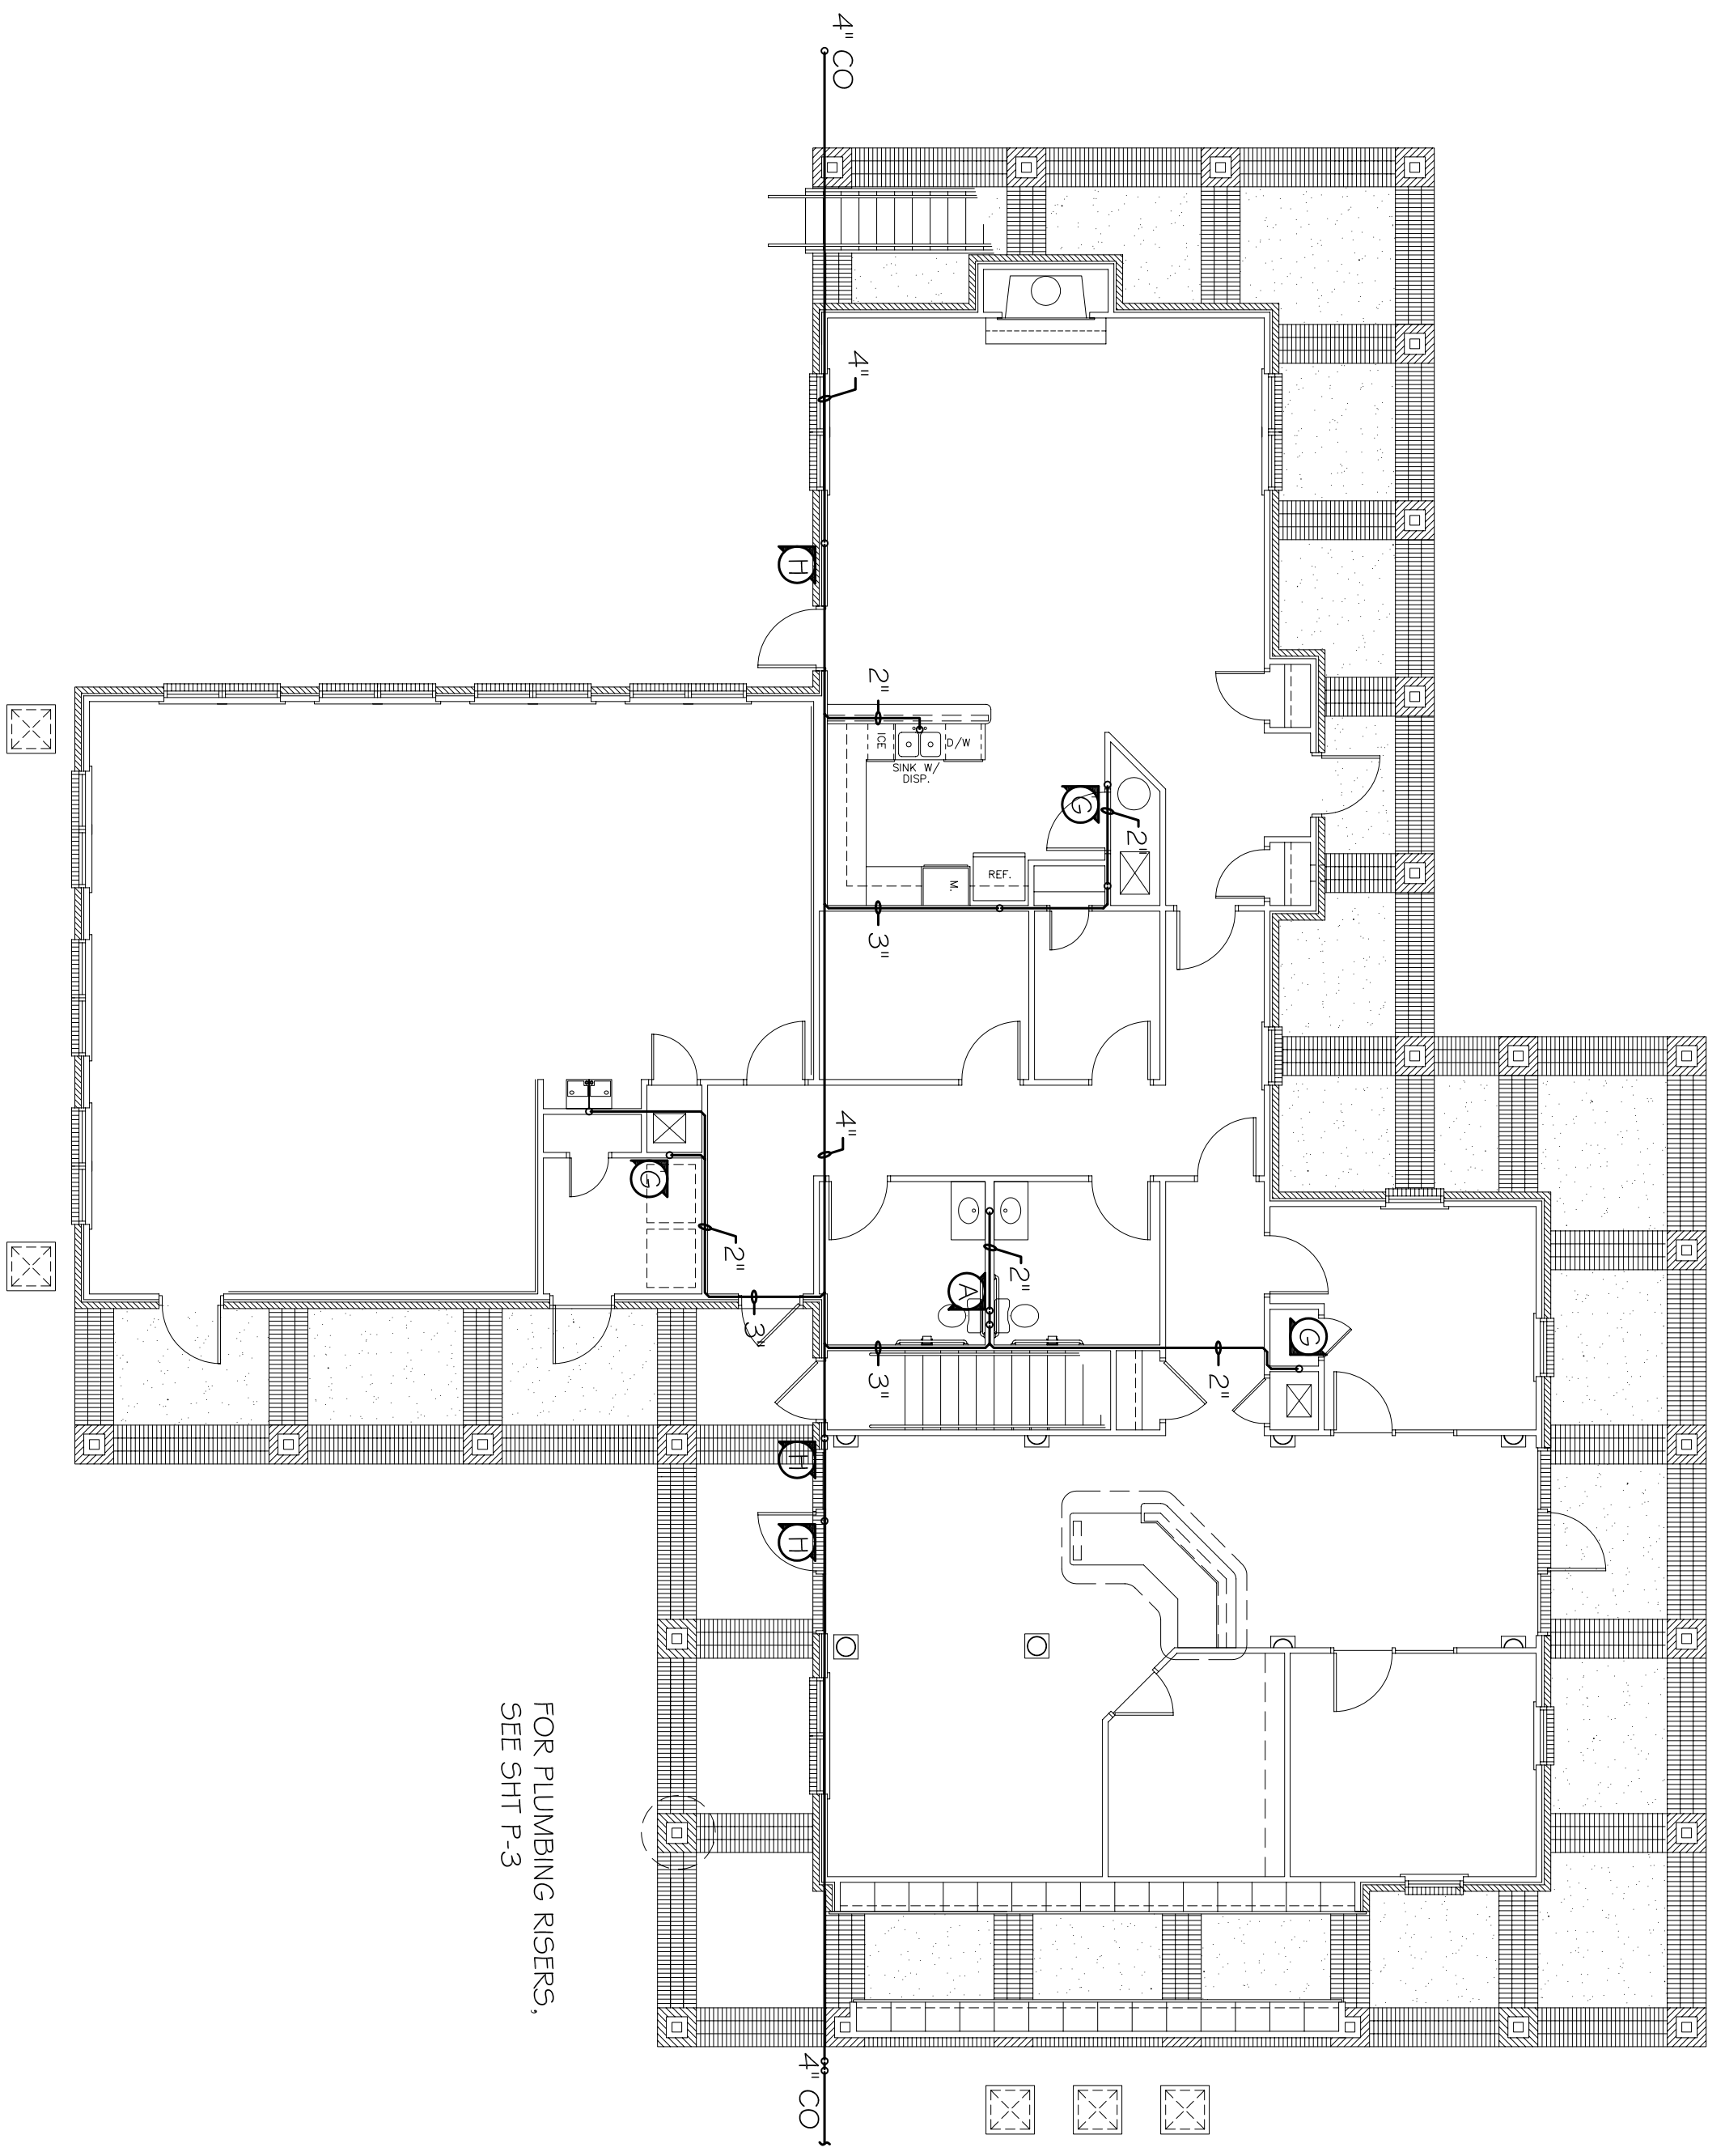 4" CO
4"
H
2"
ICE
D/W
SINK W/
DISP.
G
2"
REF.
M.
3"
4"
G
2"
2"
A
G
3"
3"
2"
H
H
FOR PLUMBING RISERS,
SEE SHT P-3
4" CO